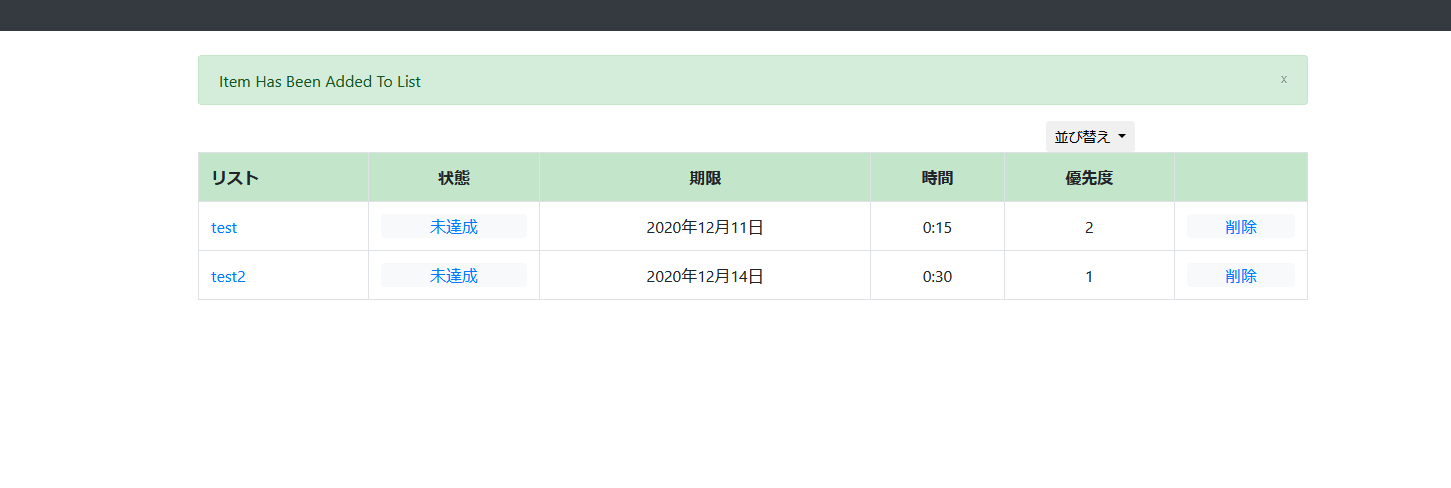 Item Has Been Added To List x
並び替え
リスト 状態 期限 時間 優先度
test 未達成 2020年12月11日 0:15 2 削除
test2 未達成 2020年12月14日 0:30 1 削除